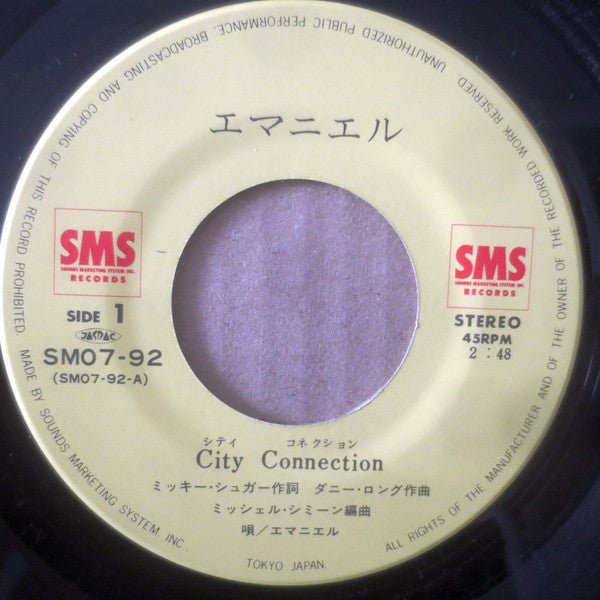 UNAUTHORIZED PUBLIC PERFORMANCE, BROADCASTING AND COPYING OF THIS RECORD PROHIBITED. MADE BY SOUNDS MARKETING SYSTEM, INC., TOKYO JAPAN. ALL RIGHTS OF THE MANUFACTURER AND OF THE OWNER OF THE RECORDED WORK RESERVED
エマニエル
SMS
SOUNDS MARKETING SYSTEM, INC.
RECORDS
SIDE 1
JASRAC
SM07-92
(SM07-92-A)
SMS
SOUNDS MARKETING SYSTEM, INC.
RECORDS
STEREO
45RPM
2:48
シティ コネクション
City Connection
ミッキー・シュガー作詞 ダニー・ロング作曲
ミッシェル・シミーン編曲
唄/エマニエル